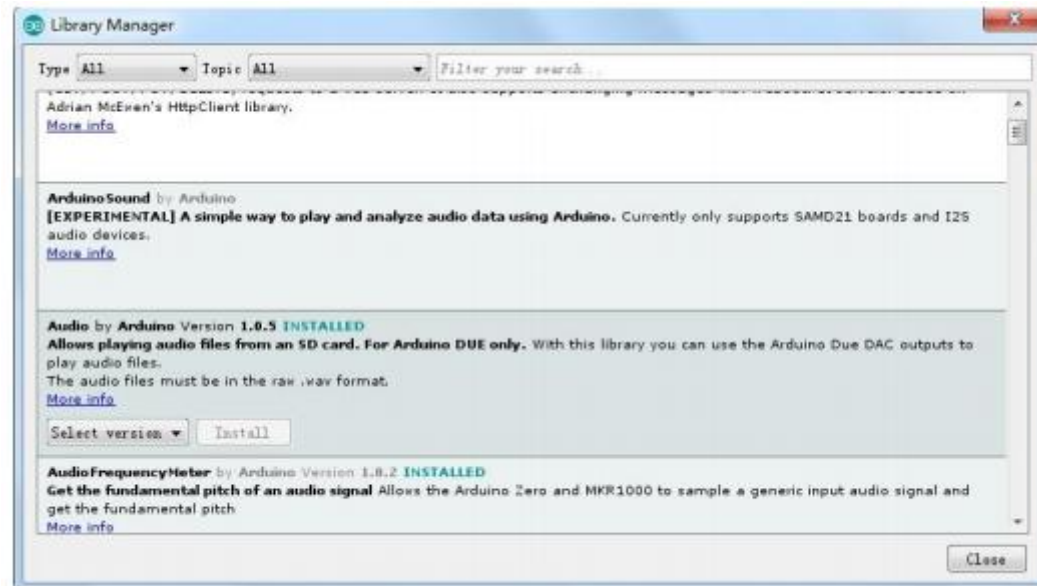 Library Manager
Type All Topic All Filter your search...
Adrian McEwen's HttpClient library.
More info
ArduinoSound by Arduino
[EXPERIMENTAL] A simple way to play and analyze audio data using Arduino. Currently only supports SAMD21 boards and I2S
audio devices.
More info
Audio by Arduino Version 1.0.5 INSTALLED
Allows playing audio files from an SD card. For Arduino DUE only. With this library you can use the Arduino Due DAC outputs to
play audio files.
The audio files must be in the raw .wav format.
More info
Select version Install
AudioFrequencyMeter by Arduino Version 1.0.2 INSTALLED
Get the fundamental pitch of an audio signal Allows the Arduino Zero and MKR1000 to sample a generic input audio signal and
get the fundamental pitch
More info
Close